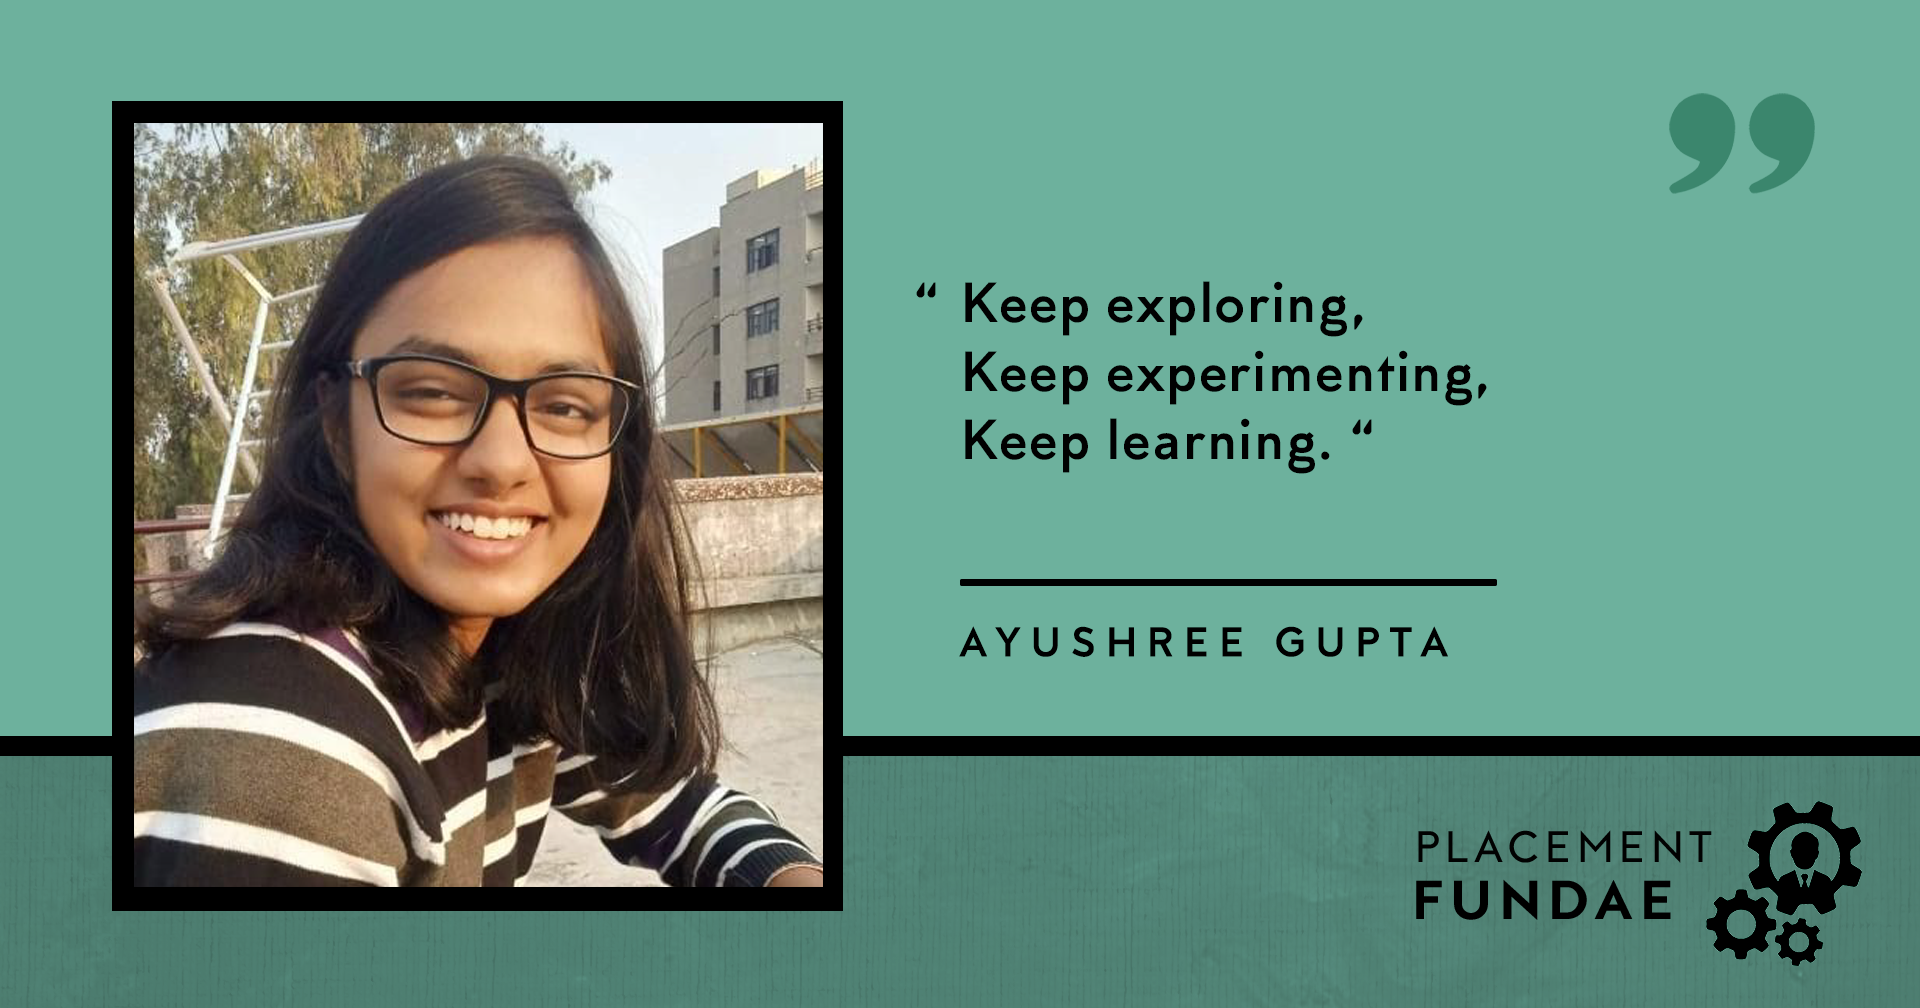 “ Keep exploring,
Keep experimenting,
Keep learning. “
AYUSHREE GUPTA
PLACEMENT
FUNDAE